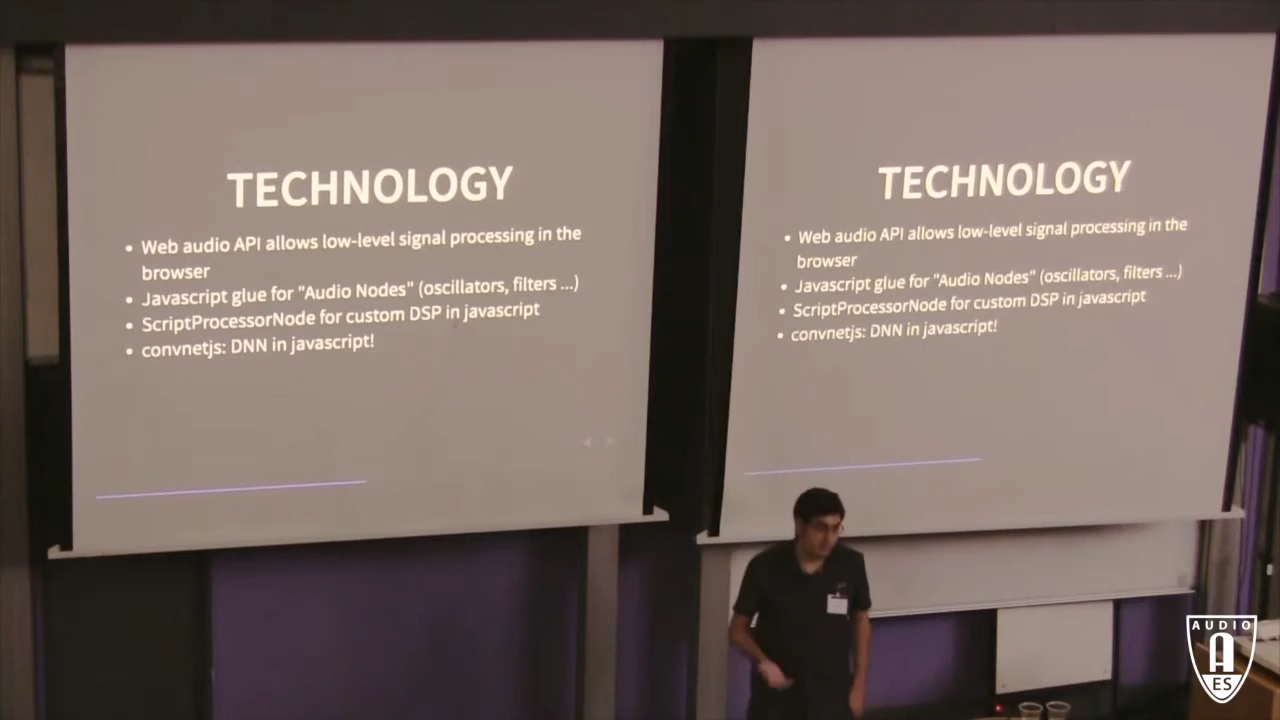 TECHNOLOGY
• Web audio API allows low-level signal processing in the
browser
• Javascript glue for "Audio Nodes" (oscillators, filters ...)
• ScriptProcessorNode for custom DSP in javascript
• convnetjs: DNN in javascript!
TECHNOLOGY
• Web audio API allows low-level signal processing in the
browser
• Javascript glue for "Audio Nodes" (oscillators, filters ...)
• ScriptProcessorNode for custom DSP in javascript
• convnetjs: DNN in javascript!
AUDIO
A
ES